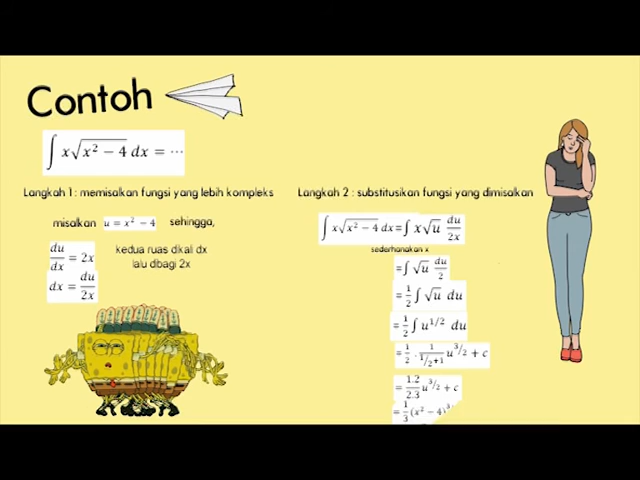 Contoh
∫ x√(x² − 4) dx = ⋯
Langkah 1 : memisalkan fungsi yang lebih kompleks
misalkan u = x² − 4 sehingga,
du/dx = 2x
kedua ruas dikali dx
lalu dibagi 2x
dx = du/2x
Langkah 2 : substitusikan fungsi yang dimisalkan
∫ x√(x² − 4) dx = ∫ x√u du/2x
sederhanakan x
= ∫ √u du/2
= 1/2 ∫ √u du
= 1/2 ∫ u^(1/2) du
= 1/2 · 1/(1/2+1) u^(3/2) + c
= 1.2/2.3 u^(3/2) + c
= 1/3 (x² − 4)^3